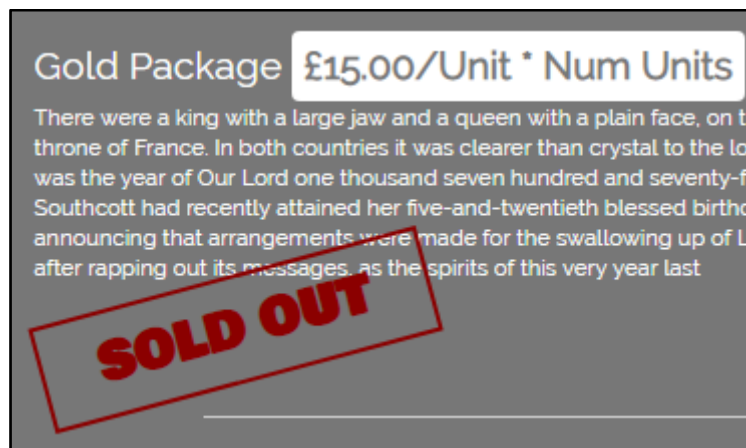 Gold Package £15.00/Unit * Num Units
There were a king with a large jaw and a queen with a plain face, on
throne of France. In both countries it was clearer than crystal to the
was the year of Our Lord one thousand seven hundred and
Southcott had recently attained her five-and-twentieth blessed
announcing that arrangements were made for the swallowing up of
after rapping out its messages, as the spirits of this very year last
SOLD OUT